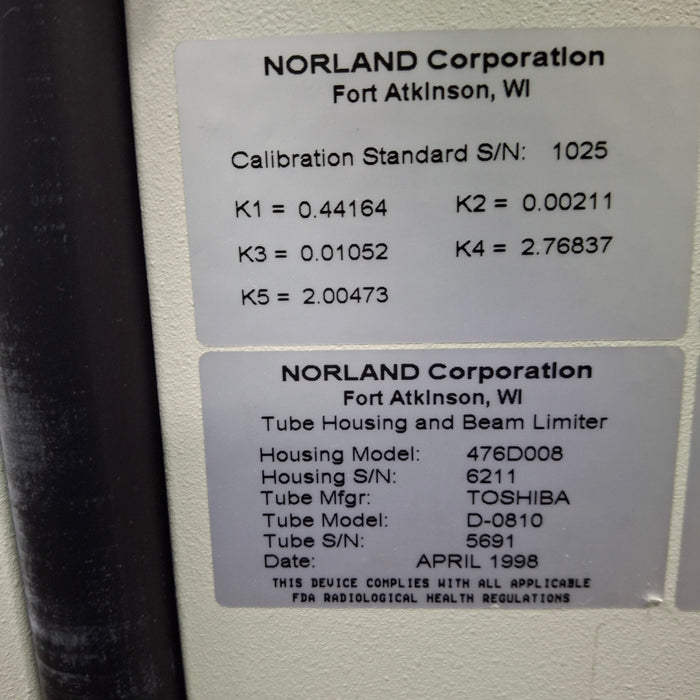 NORLAND Corporation
Fort Atkinson, WI
Calibration Standard S/N: 1025
K1 = 0.44164 K2 = 0.00211
K3 = 0.01052 K4 = 2.76837
K5 = 2.00473
NORLAND Corporation
Fort Atkinson, WI
Tube Housing and Beam Limiter
Housing Model: 476D008
Housing S/N: 6211
Tube Mfgr: TOSHIBA
Tube Model: D-0810
Tube S/N: 5691
Date: APRIL 1998
THIS DEVICE COMPLIES WITH ALL APPLICABLE
FDA RADIOLOGICAL HEALTH REGULATIONS